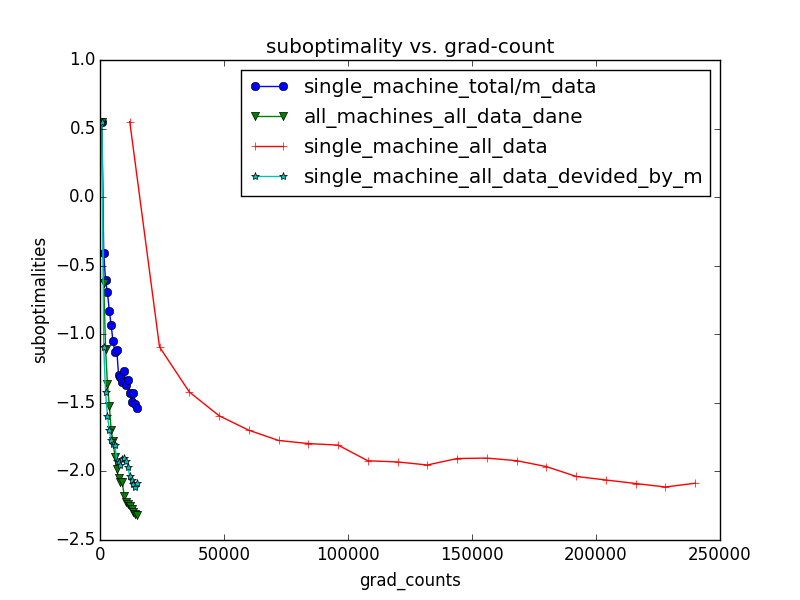 suboptimality vs. grad-count
1.0
0.5
0.0
−0.5
−1.0
−1.5
−2.0
−2.5
suboptimalities
single_machine_total/m_data
all_machines_all_data_dane
single_machine_all_data
single_machine_all_data_devided_by_m
0 50000 100000 150000 200000 250000
grad_counts